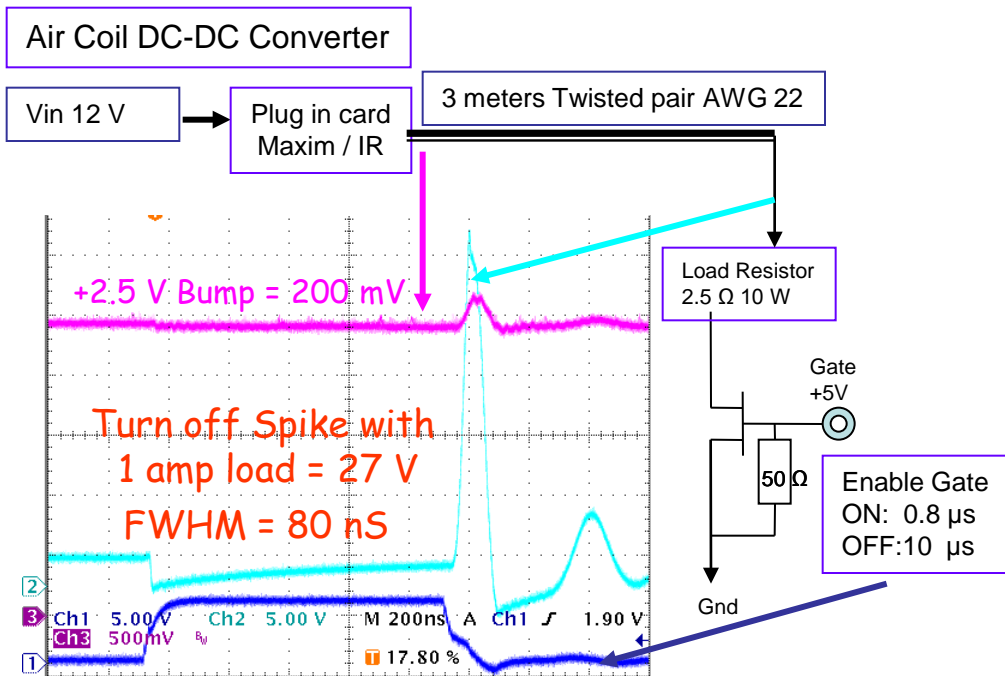 Air Coil DC-DC Converter
Vin 12 V
Plug in card
Maxim / IR
3 meters Twisted pair AWG 22
+2.5 V Bump = 200 mV
Load Resistor
2.5 Ω 10 W
Gate
+5V
Turn off Spike with
1 amp load = 27 V
FWHM = 80 nS
50 Ω
Enable Gate
ON: 0.8 µs
OFF:10 µs
Gnd
2
3
1
Ch1 5.00 V Ch2 5.00 V M 200ns A Ch1 ʃ 1.90 V
Ch3 500mV BW
T 17.80 %